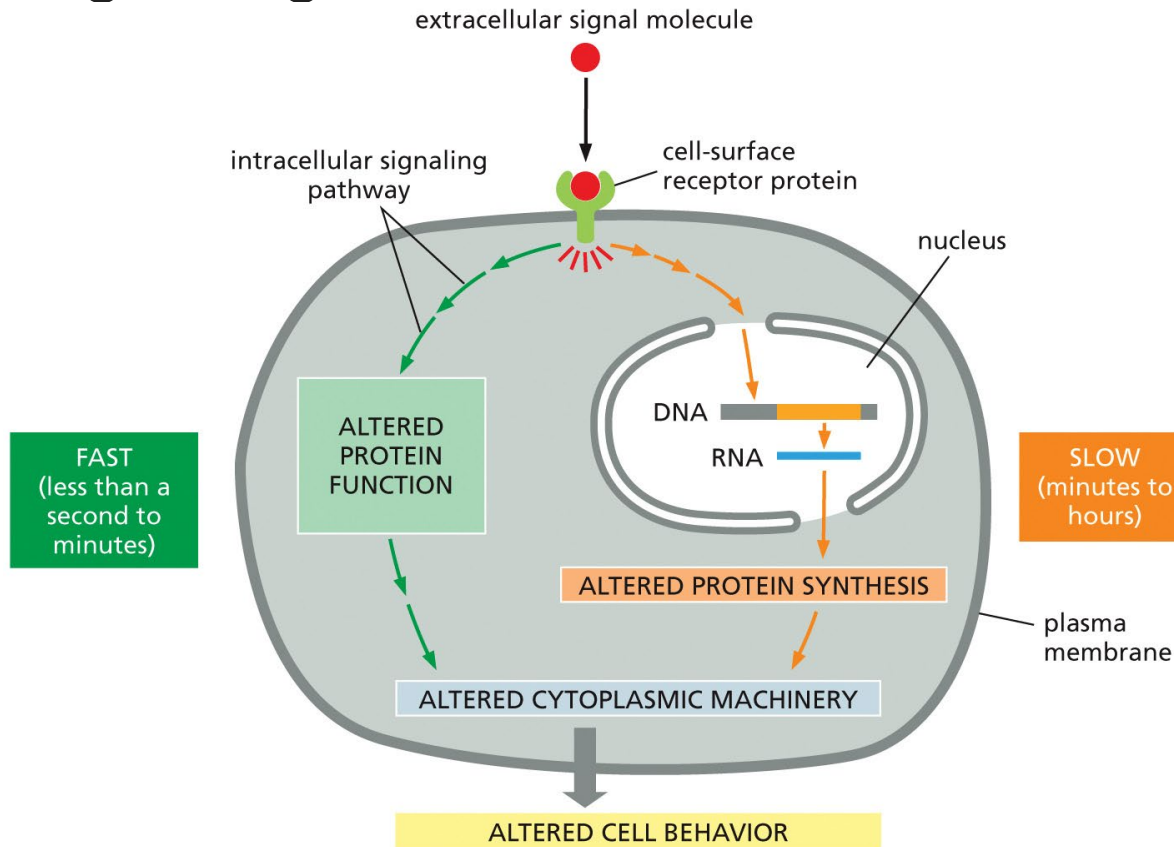 extracellular signal molecule
intracellular signaling
pathway
cell-surface
receptor protein
nucleus
DNA
RNA
ALTERED
PROTEIN
FUNCTION
FAST
(less than a
second to
minutes)
SLOW
(minutes to
hours)
ALTERED PROTEIN SYNTHESIS
plasma
membrane
ALTERED CYTOPLASMIC MACHINERY
ALTERED CELL BEHAVIOR